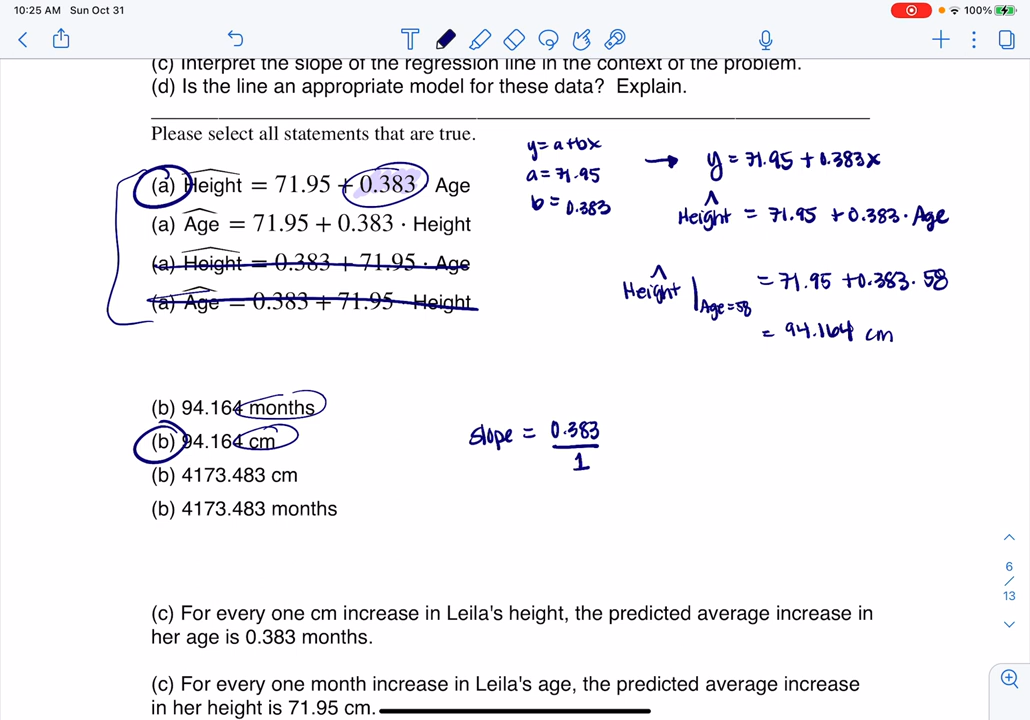 10:25 AM Sun Oct 31
100%
(c) Interpret the slope of the regression line in the context of the problem.
(d) Is the line an appropriate model for these data? Explain.
Please select all statements that are true.
(a) Height = 71.95 + 0.383 · Age
(a) Age = 71.95 + 0.383 · Height
(a) Height = 0.383 + 71.95 · Age
(a) Age = 0.383 + 71.95 · Height
y = a + bx
a = 71.95
b = 0.383
→ y = 71.95 + 0.383x
Height = 71.95 + 0.383 · Age
Height | Age = 58 = 71.95 + 0.383 · 58
= 94.164 cm
(b) 94.164 months
(b) 94.164 cm
(b) 4173.483 cm
(b) 4173.483 months
slope = 0.383
1
6
/
13
(c) For every one cm increase in Leila's height, the predicted average increase in
her age is 0.383 months.
(c) For every one month increase in Leila's age, the predicted average increase
in her height is 71.95 cm.